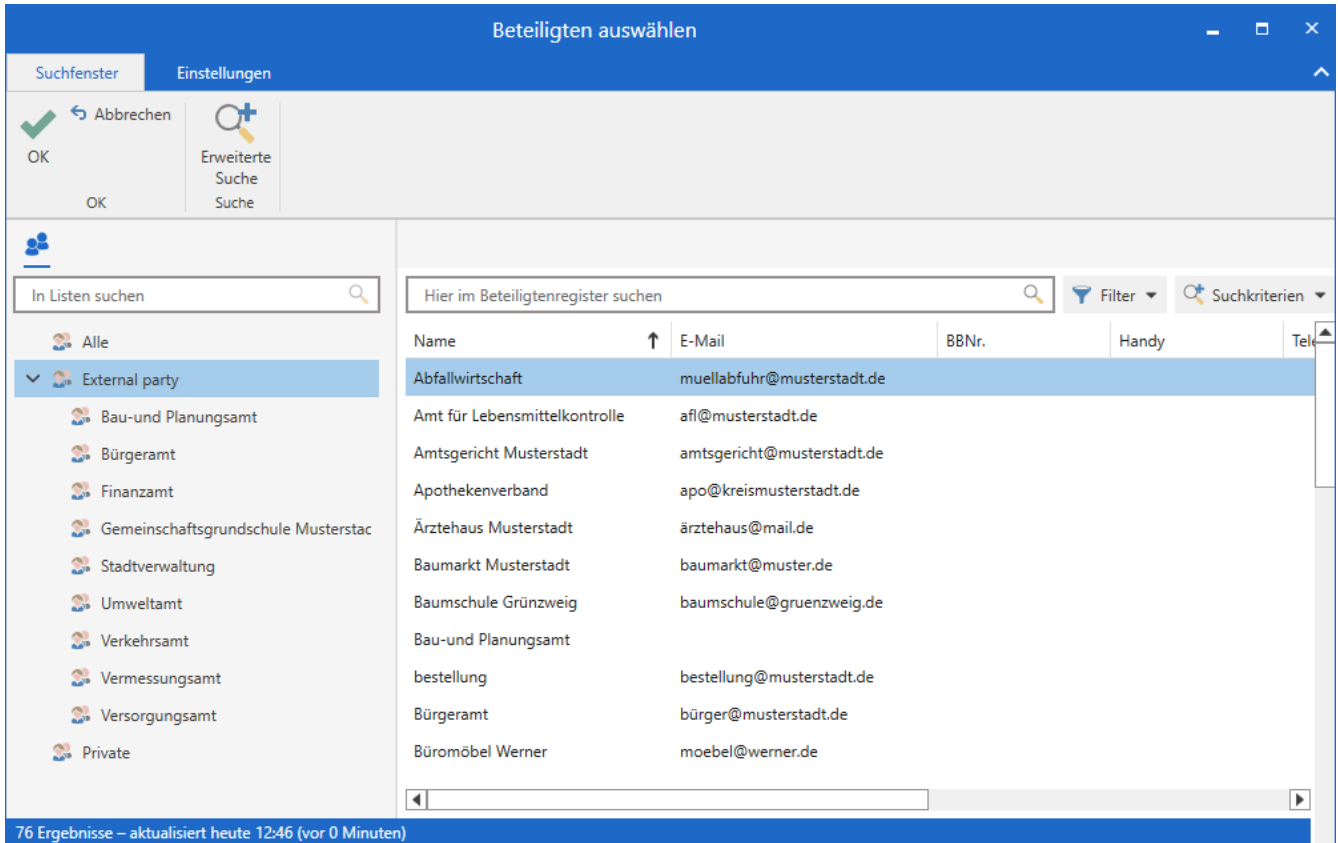 Beteiligten auswählen
Suchfenster Einstellungen
Abbrechen
OK
Erweiterte
Suche
OK Suche
In Listen suchen
Hier im Beteiligtenregister suchen Filter Suchkriterien
Alle
External party
Bau-und Planungsamt
Bürgeramt
Finanzamt
Gemeinschaftsgrundschule Musterstac
Stadtverwaltung
Umweltamt
Verkehrsamt
Vermessungsamt
Versorgungsamt
Private
Name E-Mail BBNr. Handy Tele
Abfallwirtschaft muellabfuhr@musterstadt.de
Amt für Lebensmittelkontrolle afl@musterstadt.de
Amtsgericht Musterstadt amtsgericht@musterstadt.de
Apothekenverband apo@kreismusterstadt.de
Ärztehaus Musterstadt ärztehaus@mail.de
Baumarkt Musterstadt baumarkt@muster.de
Baumschule Grünzweig baumschule@gruenzweig.de
Bau-und Planungsamt
bestellung bestellung@musterstadt.de
Bürgeramt bürger@musterstadt.de
Büromöbel Werner moebel@werner.de
76 Ergebnisse – aktualisiert heute 12:46 (vor 0 Minuten)